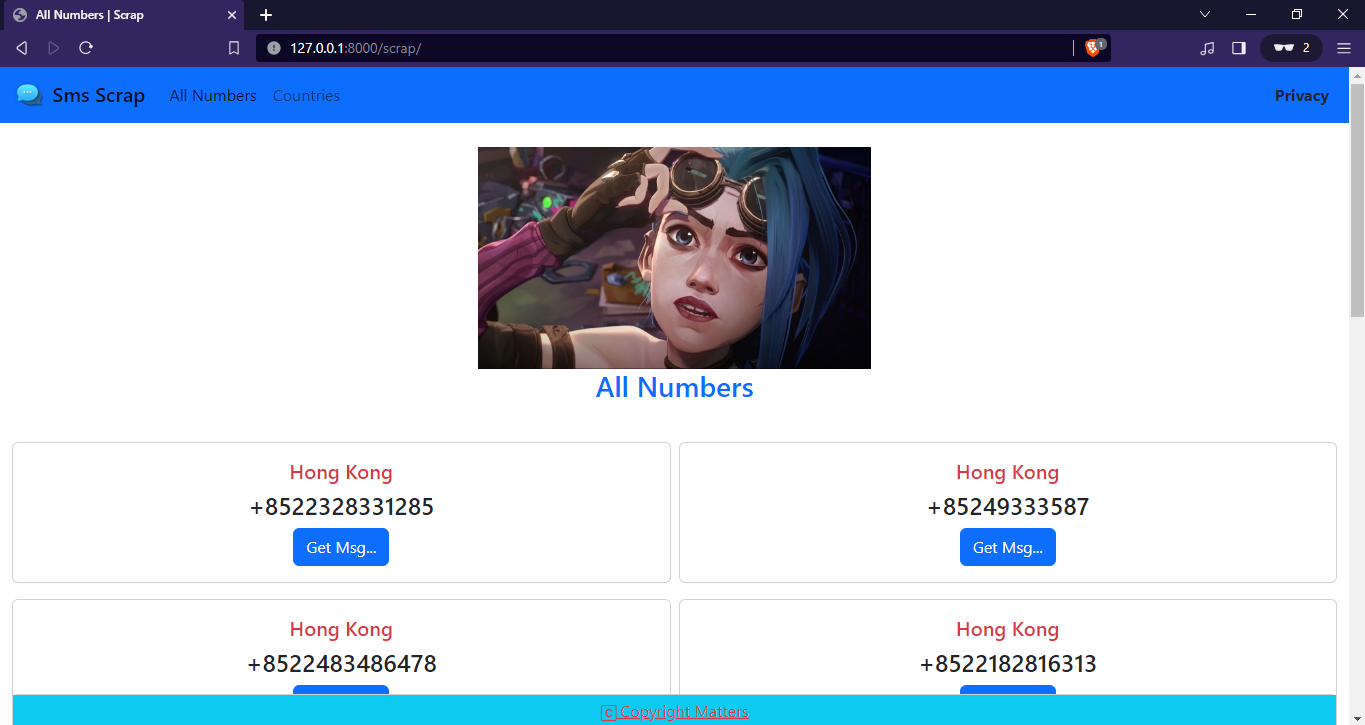 All Numbers | Scrap
127.0.0.1:8000/scrap/
1
2
Sms Scrap All Numbers Countries Privacy
All Numbers
Hong Kong Hong Kong
+8522328331285 +85249333587
Get Msg... Get Msg...
Hong Kong Hong Kong
+8522483486478 +8522182816313
🄲 Copyright Matters